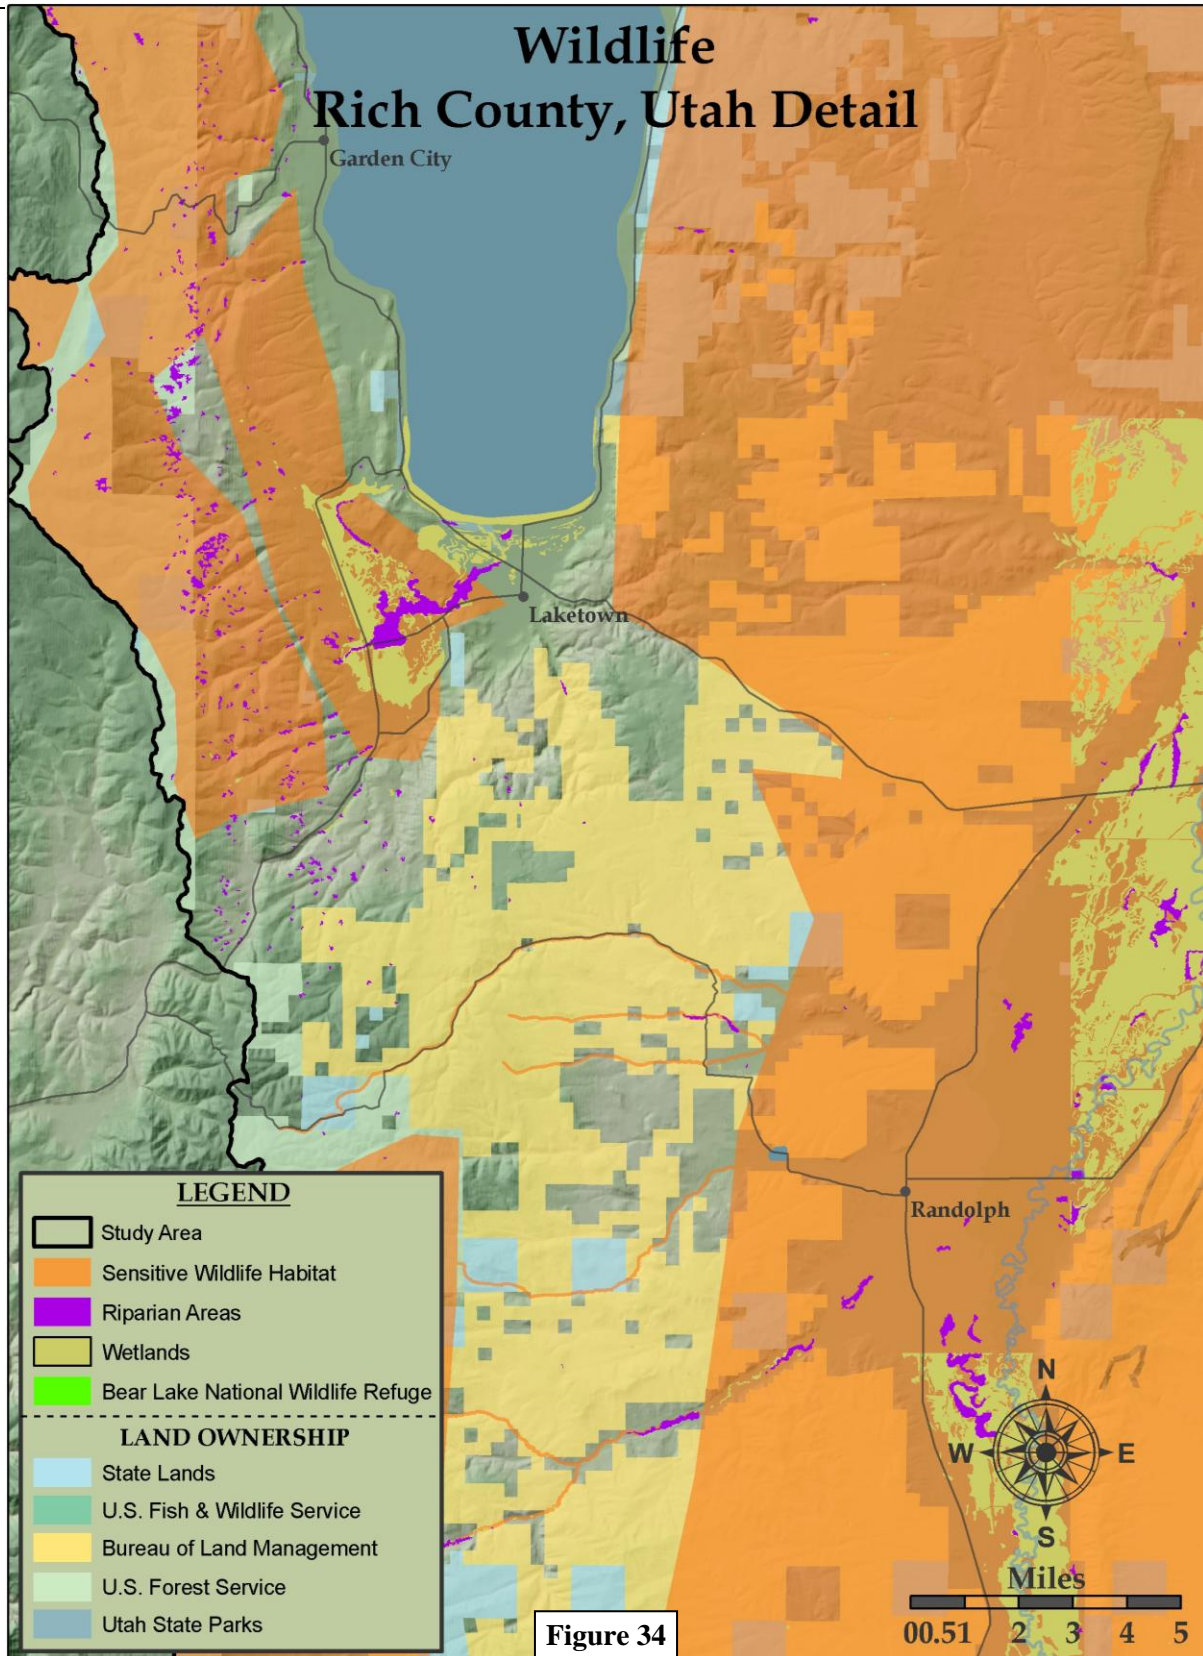 Wildlife
Rich County, Utah Detail
Garden City
Laketown
Randolph
LEGEND
Study Area
Sensitive Wildlife Habitat
Riparian Areas
Wetlands
Bear Lake National Wildlife Refuge
LAND OWNERSHIP
State Lands
U.S. Fish & Wildlife Service
Bureau of Land Management
U.S. Forest Service
Utah State Parks
N
W E
S
Miles
00.51 2 3 4 5
Figure 34